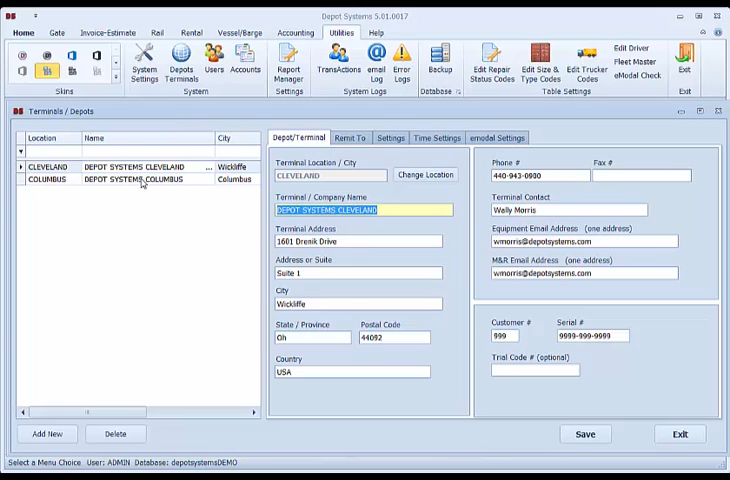 DS
Depot Systems 5.01.0017
Home Gate Invoice-Estimate Rail Rental Vessel/Barge Accounting Utilities Help
System Settings
Depots Terminals
Users
Accounts
Report Manager
TransActions
email Log
Error Logs
Backup
Edit Repair Status Codes
Edit Size & Type Codes
Edit Trucker Codes
Edit Driver
Fleet Master
eModal Check
Exit
Skins System Settings System Logs Database Table Settings Exit
DS Terminals / Depots
Location Name City
CLEVELAND DEPOT SYSTEMS CLEVELAND ... Wickliffe
COLUMBUS DEPOT SYSTEMS COLUMBUS Columbus
Add New Delete
Depot/Terminal Remit To Settings Time Settings emodal Settings
Terminal Location / City
CLEVELAND Change Location
Terminal / Company Name
DEPOT SYSTEMS CLEVELAND
Terminal Address
1601 Drenik Drive
Address or Suite
Suite 1
City
Wickliffe
State / Province Postal Code
Oh 44092
Country
USA
Phone # Fax #
440-943-0980
Terminal Contact
Wally Morris
Equipment Email Address (one address)
wmorris@depotsystems.com
M&R Email Address (one address)
wmorris@depotsystems.com
Customer # Serial #
999 9999-999-9999
Trial Code # (optional)
Save Exit
Select a Menu Choice User: ADMIN Database: depotsystemsDEMO